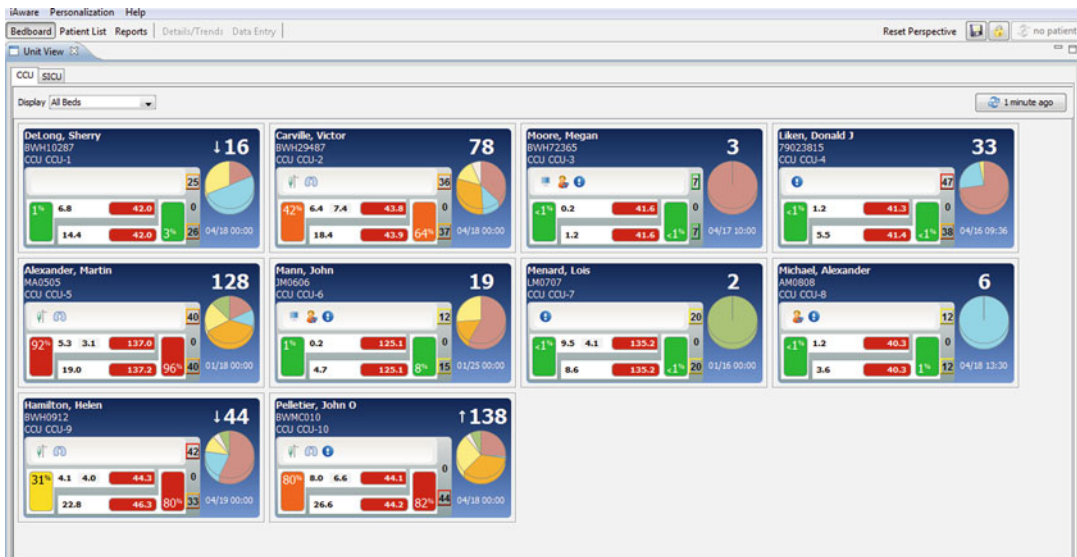 iAware Personalization Help
Bedboard Patient List Reports Details/Trends Data Entry Reset Perspective no patient
Unit View
CCU SICU
Display All Beds 1 minute ago
DeLong, Sherry
BWH10287
CCU CCU-1
↓16
25
1% 6.8 42.0 0
14.4 42.0 3% 26 04/18 00:00
Carville, Victor
BWH29487
CCU CCU-2
78
36
42% 6.4 7.4 43.8 0
18.4 43.9 64% 37 04/18 00:00
Moore, Megan
BWH72365
CCU CCU-3
3
7
<1% 0.2 41.6 0
1.2 41.6 <1% 7 04/17 10:00
Liken, Donald J
79023815
CCU CCU-4
33
47
<1% 1.2 41.3 0
5.5 41.4 <1% 38 04/16 09:36
Alexander, Martin
MA0505
CCU CCU-5
128
40
92% 5.3 3.1 137.0 0
19.0 137.2 96% 40 01/18 00:00
Mann, John
JM0606
CCU CCU-6
19
12
1% 0.2 125.1 0
4.7 125.1 8% 15 01/25 00:00
Menard, Lois
LM0707
CCU CCU-7
2
20
<1% 9.5 4.1 135.2 0
8.6 135.2 <1% 20 01/16 00:00
Michael, Alexander
AM0808
CCU CCU-8
6
12
<1% 1.2 40.3 0
3.6 40.3 1% 12 04/18 13:30
Hamilton, Helen
BWH0912
CCU CCU-9
↓44
42
31% 4.1 4.0 44.3 0
22.8 46.3 80% 33 04/19 00:00
Pelletier, John O
BWMC010
CCU CCU-10
↑138
80% 8.0 6.6 44.1 0
26.6 44.2 82% 44 04/18 00:00